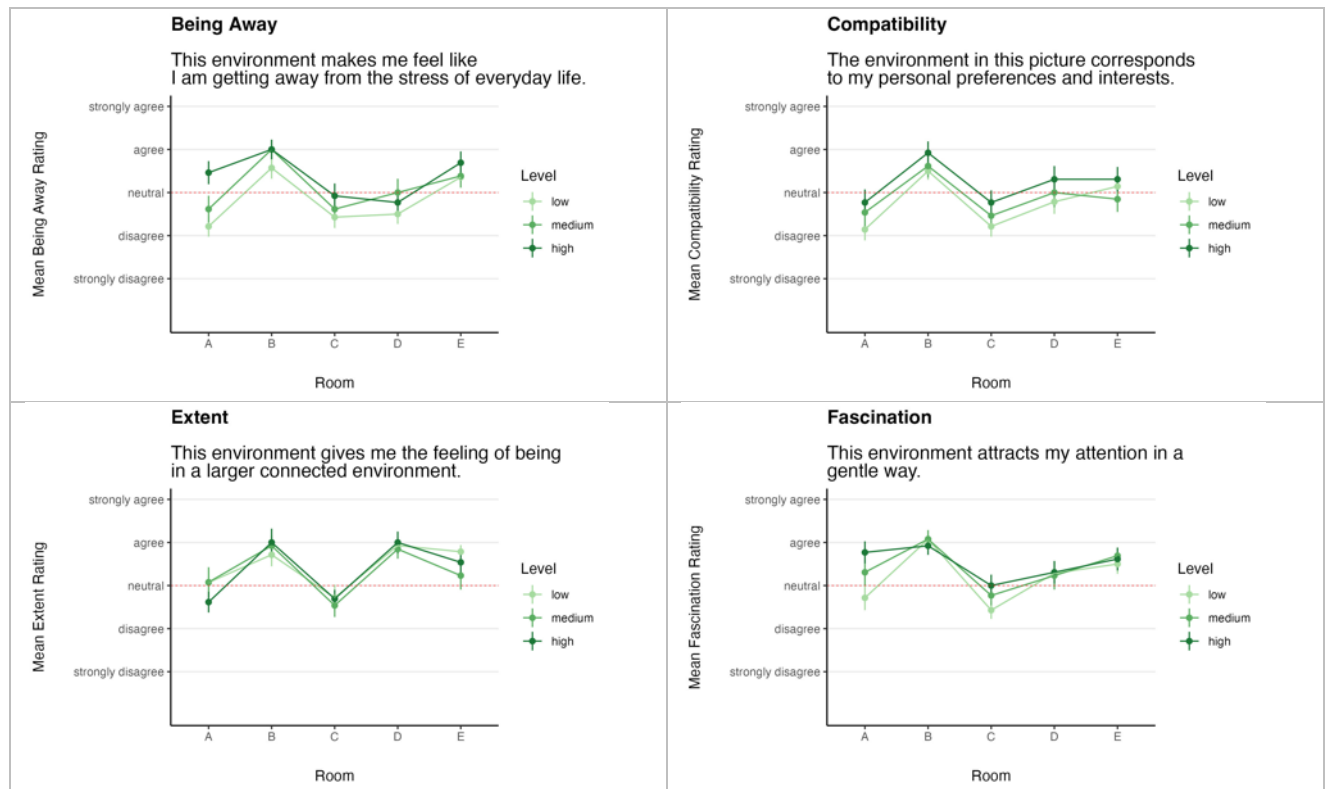 Being Away
This environment makes me feel like
I am getting away from the stress of everyday life.
Mean Being Away Rating
strongly agree
agree
neutral
disagree
strongly disagree
A B C D E
Room
Level
low
medium
high
Compatibility
The environment in this picture corresponds
to my personal preferences and interests.
Mean Compatibility Rating
strongly agree
agree
neutral
disagree
strongly disagree
A B C D E
Room
Level
low
medium
high
Extent
This environment gives me the feeling of being
in a larger connected environment.
Mean Extent Rating
strongly agree
agree
neutral
disagree
strongly disagree
A B C D E
Room
Level
low
medium
high
Fascination
This environment attracts my attention in a
gentle way.
Mean Fascination Rating
strongly agree
agree
neutral
disagree
strongly disagree
A B C D E
Room
Level
low
medium
high